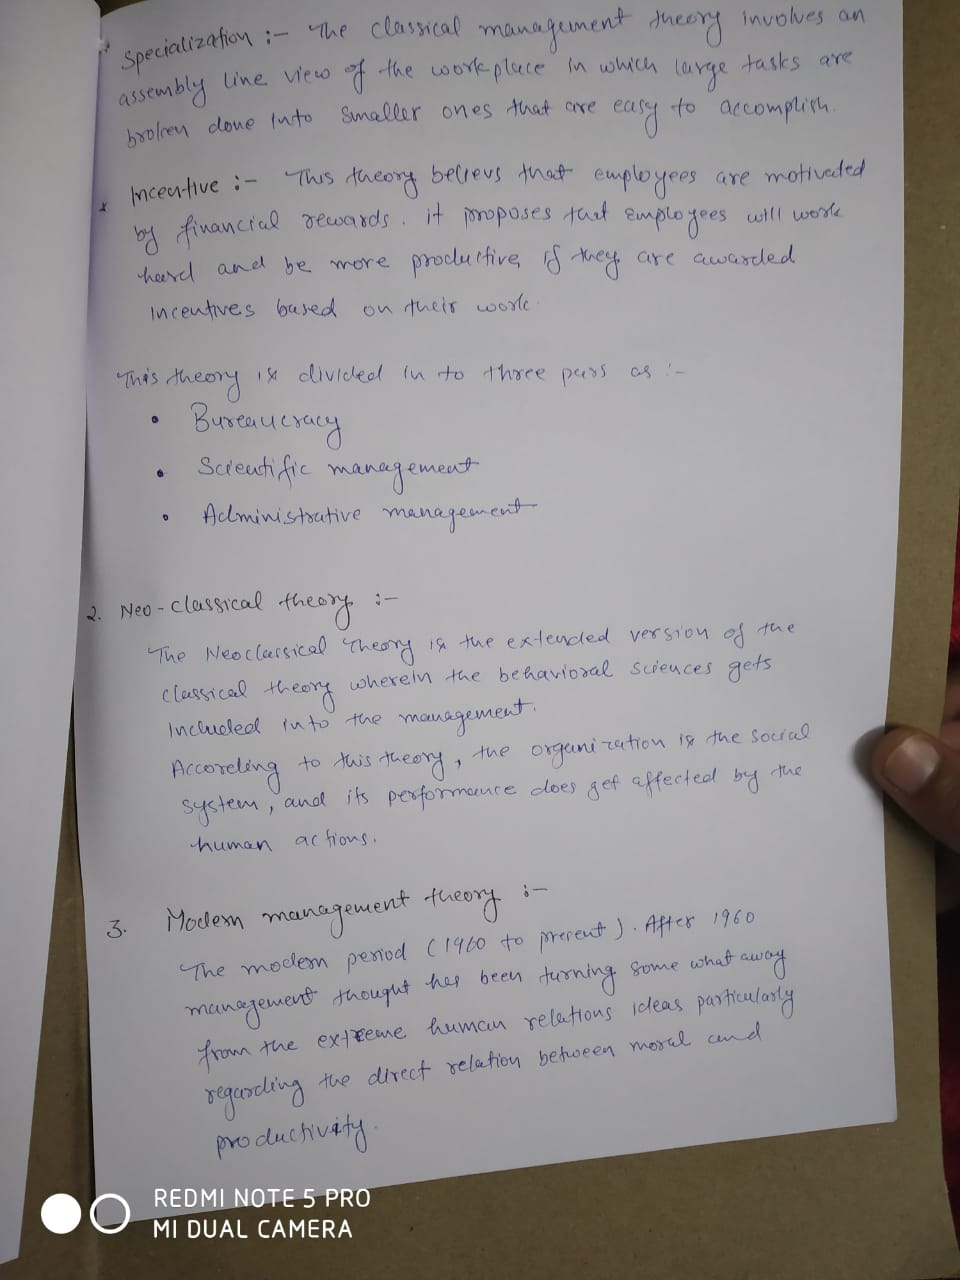 * Specialization :- The classical management theory involves an
assembly line view of the workplace in which large tasks are
broken done into smaller ones that are easy to accomplish.
* Incentive :- This theory believs that employees are motivated
by financial rewards. it proposes that employees will work
heard and be more productive, if they are awarded
incentives based on their work.
This theory is divided in to three pars as :-
• Bureaucracy
• Scientific management
• Administrative management
2. Neo-classical theory :-
The Neoclassical Theory is the extended version of the
classical theory wherein the behavioral sciences gets
included into the management.
According to this theory, the organization is the social
system, and its performance does get affected by the
human actions.
3. Modern management theory :-
The modern period (1960 to present). After 1960
management thought has been turning some what away
from the extreme human relations ideas particularly
regarding the direct relation between moral and
productivity.
REDMI NOTE 5 PRO
MI DUAL CAMERA